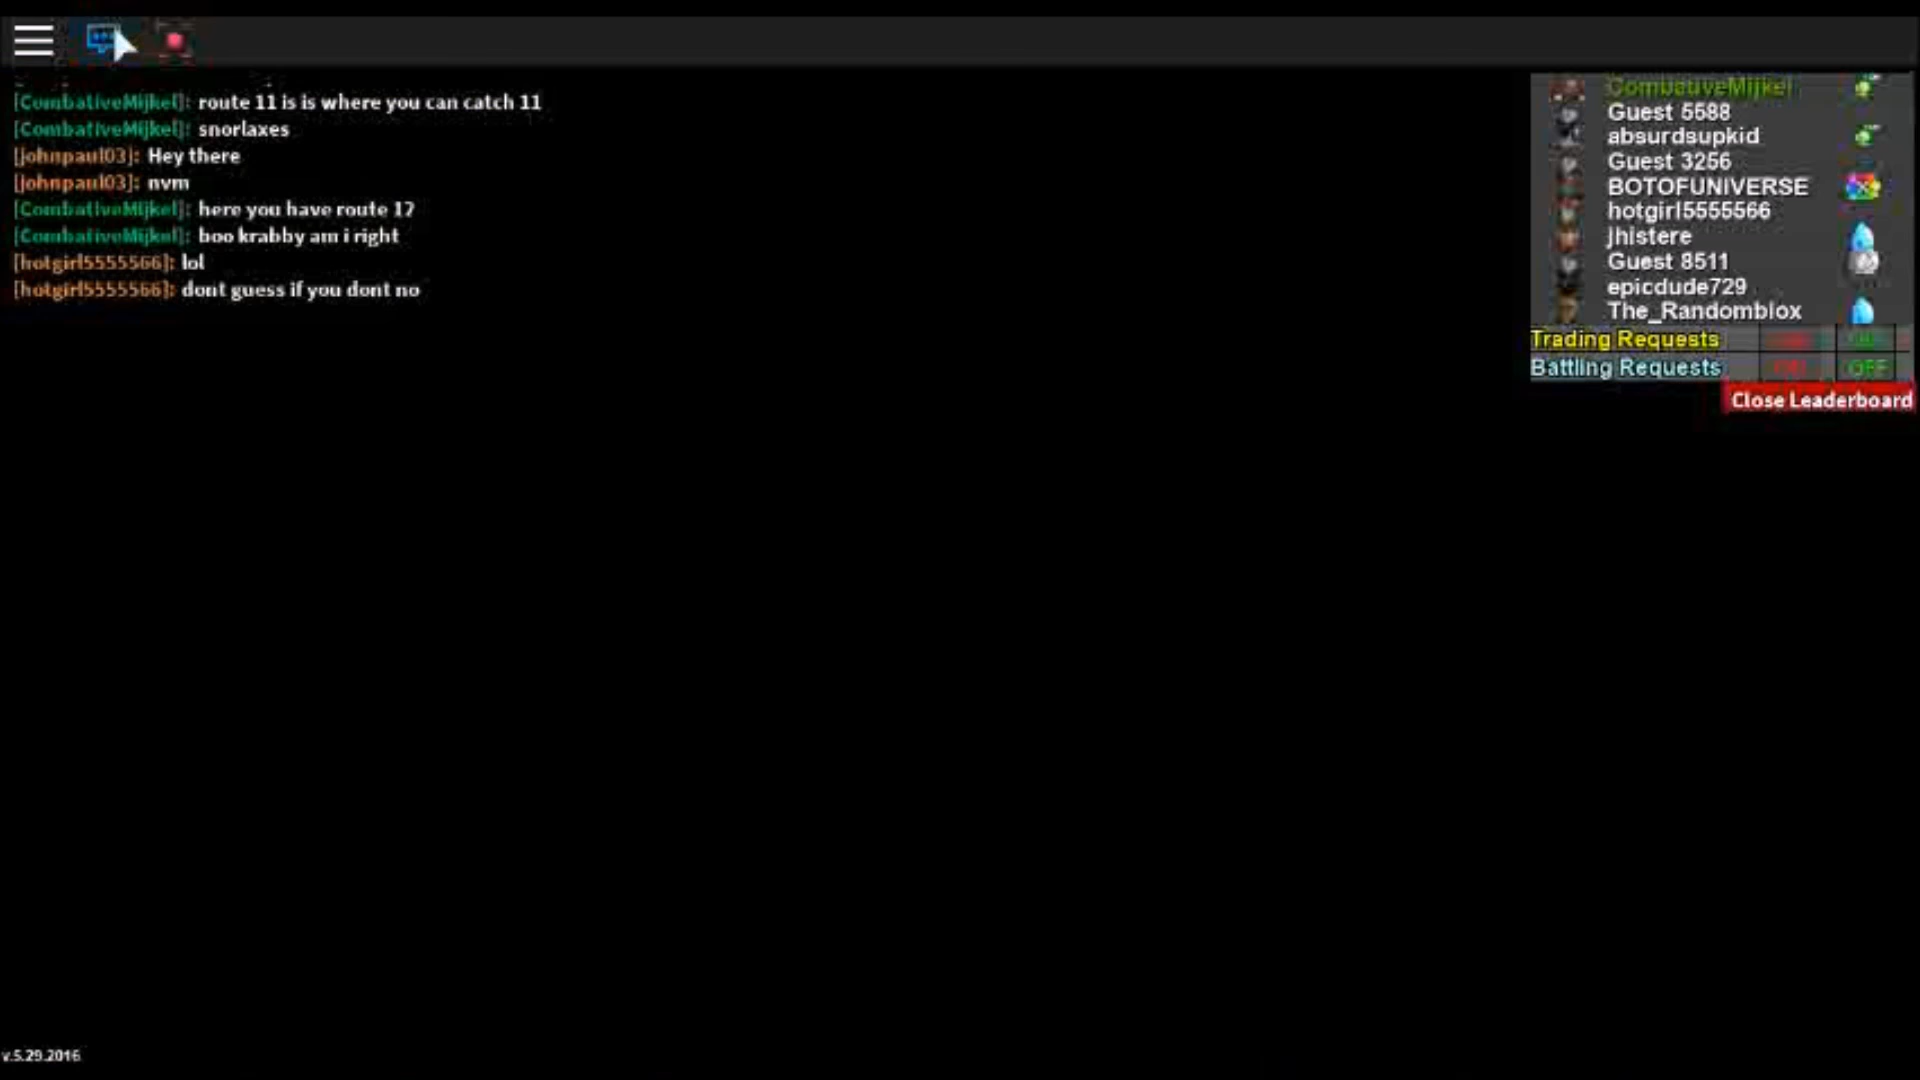 [CombativeMijkel]: route 11 is is where you can catch 11
[CombativeMijkel]: snorlaxes
[johnpaul03]: Hey there
[johnpaul03]: nvm
[CombativeMijkel]: here you have route 12
[CombativeMijkel]: boo krabby am i right
[hotgirl5555566]: lol
[hotgirl5555566]: dont guess if you dont no
CombativeMijkel
Guest 5588
absurdsupkid
Guest 3256
BOTOFUNIVERSE
hotgirl5555566
jhistere
Guest 8511
epicdude729
The_Randomblox
Trading Requests
Battling Requests ON OFF
Close Leaderboard
v.5.29.2016